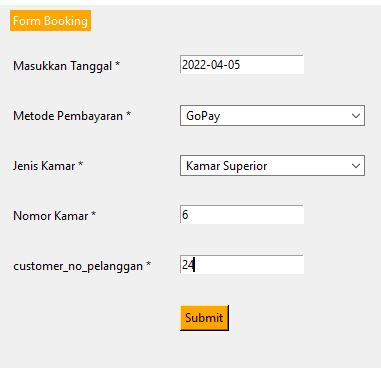 Form Booking
Masukkan Tanggal * 2022-04-05
Metode Pembayaran * GoPay
Jenis Kamar * Kamar Superior
Nomor Kamar * 6
customer_no_pelanggan * 24
Submit